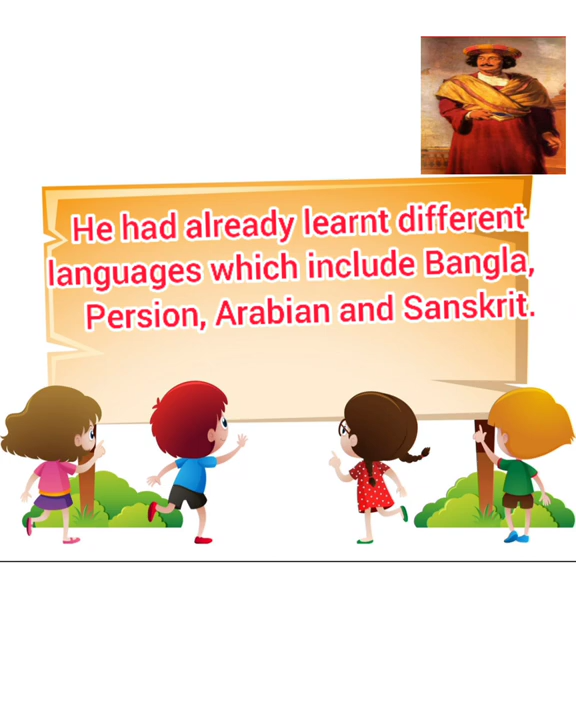 He had already learnt different
languages which include Bangla,
Persion, Arabian and Sanskrit.